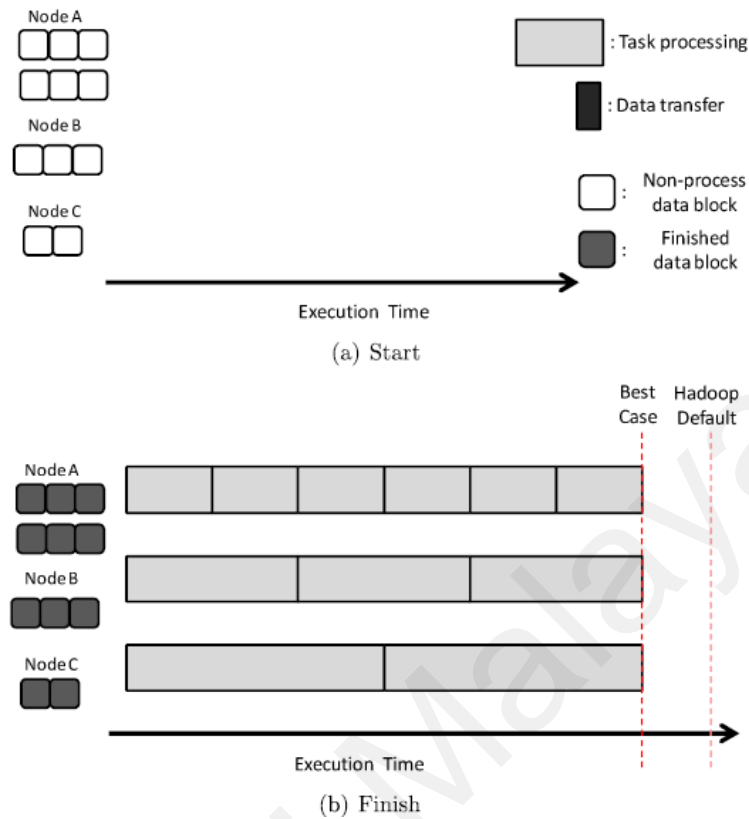 Node A
: Task processing
: Data transfer
Node B
: Non-process
data block
Node C
: Finished
data block
Execution Time
(a) Start
Best
Case
Hadoop
Default
Node A
Node B
Node C
Execution Time
(b) Finish
Malaya